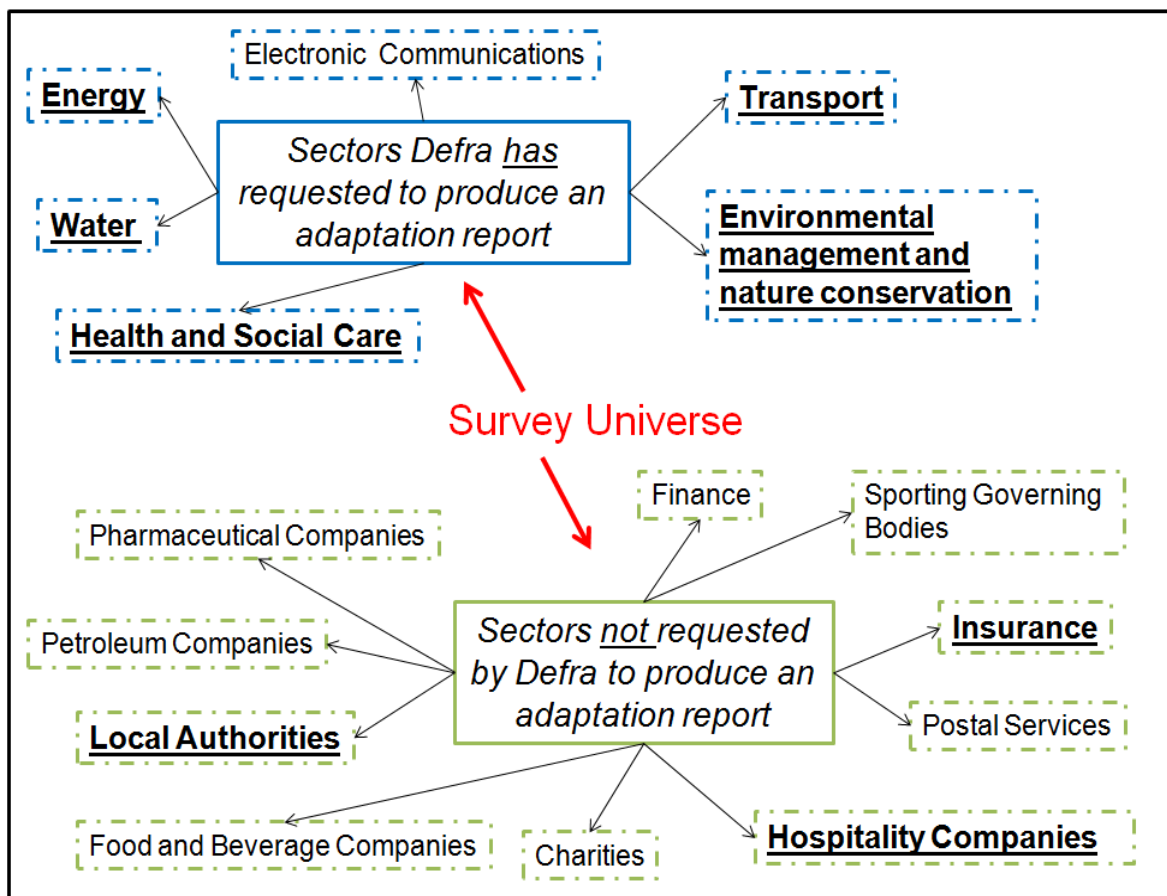 Electronic Communications
Energy
Transport
Sectors Defra has
requested to produce an
adaptation report
Water
Environmental
management and
nature conservation
Health and Social Care
Survey Universe
Finance
Sporting Governing
Bodies
Pharmaceutical Companies
Petroleum Companies
Sectors not requested
by Defra to produce an
adaptation report
Insurance
Local Authorities
Postal Services
Food and Beverage Companies
Charities
Hospitality Companies